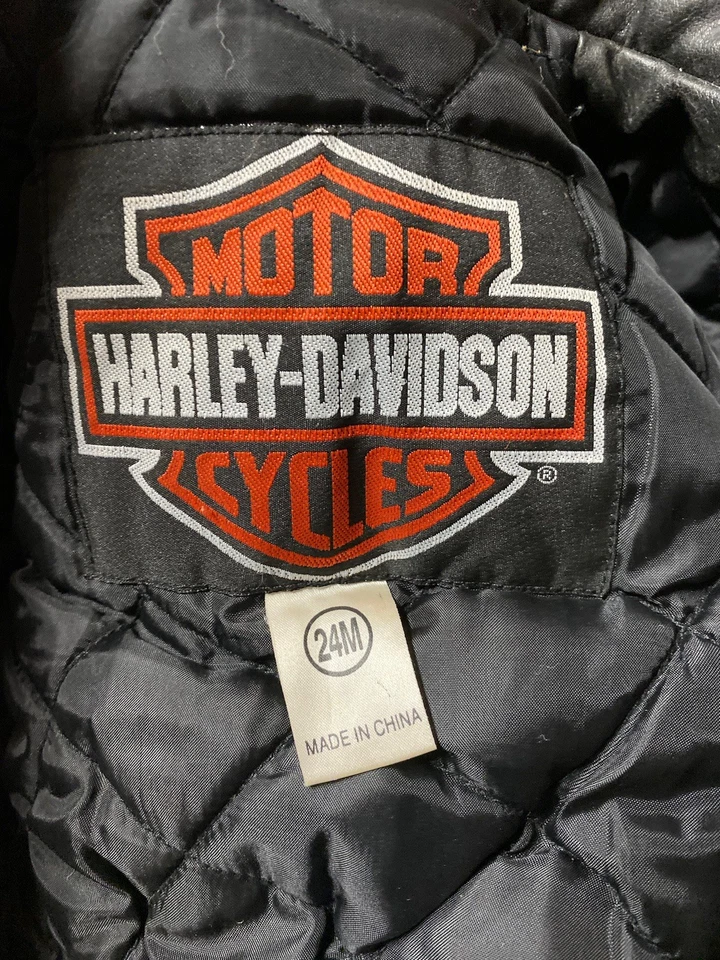 MOTOR
HARLEY-DAVIDSON
CYCLES
®
24M
MADE IN CHINA